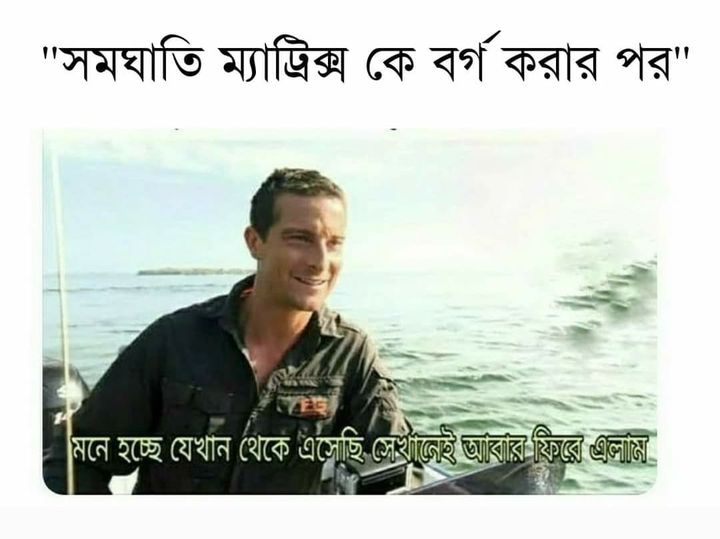 "সমঘাতি ম্যাট্রিক্স কে বর্গ করার পর"
মনে হচ্ছে যেখান থেকে এসেছি সেখানেই আবার ফিরে এলাম